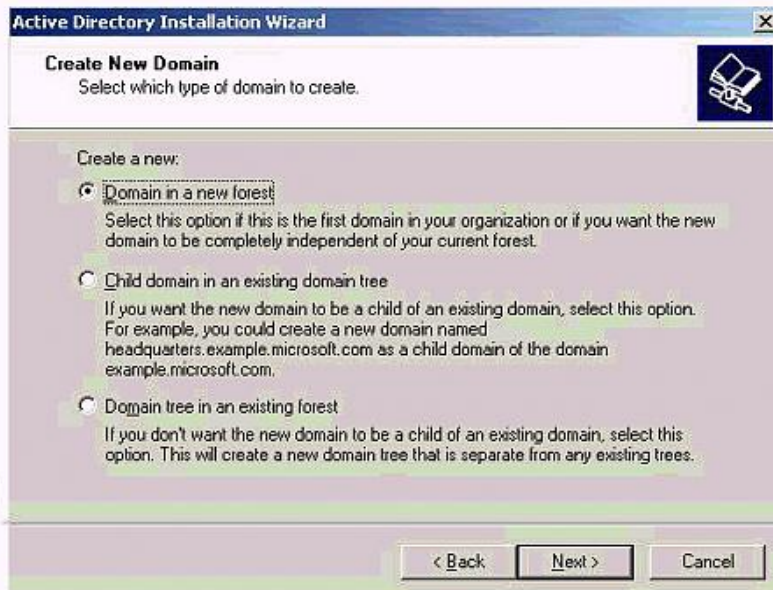 Active Directory Installation Wizard
Create New Domain
Select which type of domain to create.
Create a new:
Domain in a new forest
Select this option if this is the first domain in your organization or if you want the new
domain to be completely independent of your current forest.
Child domain in an existing domain tree
If you want the new domain to be a child of an existing domain, select this option.
For example, you could create a new domain named
headquarters.example.microsoft.com as a child domain of the domain
example.microsoft.com.
Domain tree in an existing forest
If you don't want the new domain to be a child of an existing domain, select this
option. This will create a new domain tree that is separate from any existing trees.
< Back
Next >
Cancel